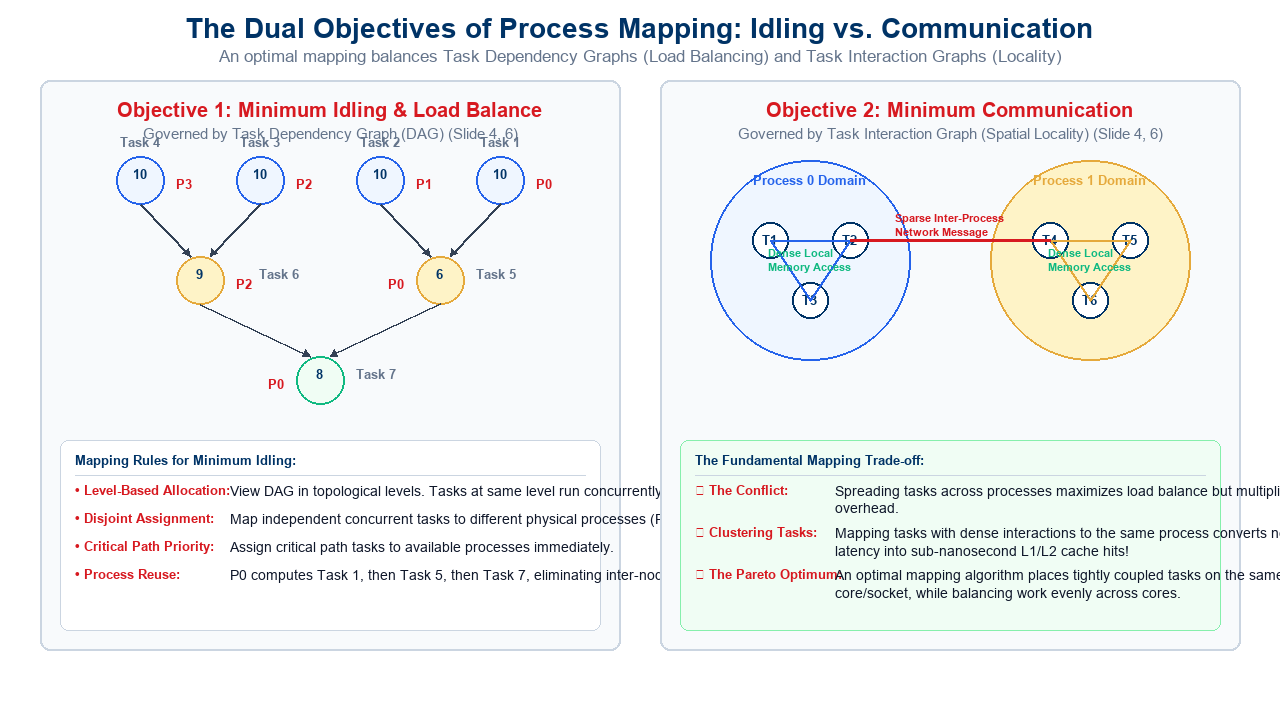 The Dual Objectives of Process Mapping: Idling vs. Communication
An optimal mapping balances Task Dependency Graphs (Load Balancing) and Task Interaction Graphs (Locality)
Objective 1: Minimum Idling & Load Balance
Governed by Task Dependency Graph (DAG) (Slide 4, 6)
Task 4
Task 3
Task 2
Task 1
10
P3
10
P2
10
P1
10
P0
9
P2
Task 6
P0
6
Task 5
P0
8
Task 7
Mapping Rules for Minimum Idling:
• Level-Based Allocation: View DAG in topological levels. Tasks at same level run concurrently
• Disjoint Assignment: Map independent concurrent tasks to different physical processes (
• Critical Path Priority: Assign critical path tasks to available processes immediately.
• Process Reuse: P0 computes Task 1, then Task 5, then Task 7, eliminating
Objective 2: Minimum Communication
Governed by Task Interaction Graph (Spatial Locality) (Slide 4, 6)
Process 0 Domain
Process 1 Domain
Sparse Inter-Process
Network Message
T1
T2
T4
T5
Dense Local
Memory Access
Dense Local
Memory Access
T3
T6
The Fundamental Mapping Trade-off:
The Conflict: Spreading tasks across processes maximizes load balance but
overhead.
Clustering Tasks: Mapping tasks with dense interactions to the same process converts
latency into sub-nanosecond L1/L2 cache hits!
The Pareto Optimum: An optimal mapping algorithm places tightly coupled tasks on the same
core/socket, while balancing work evenly across cores.